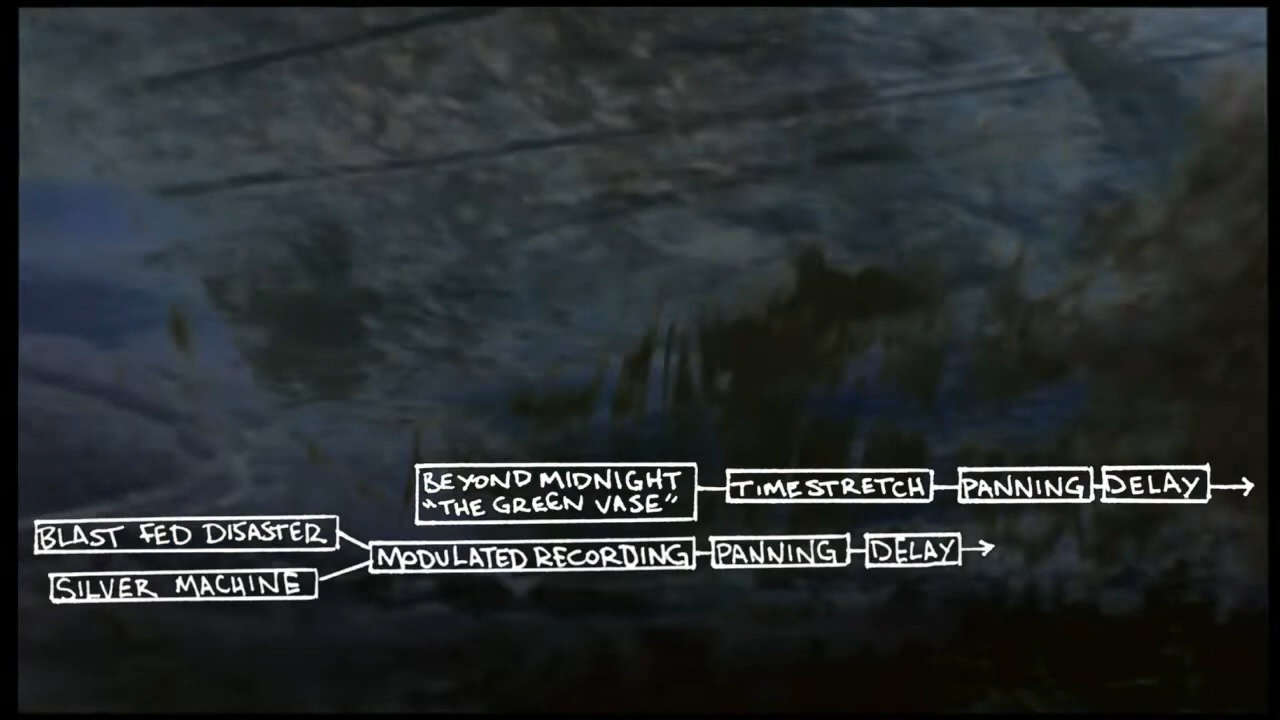 BEYOND MIDNIGHT
"THE GREEN VASE"
TIMESTRETCH
PANNING
DELAY
BLAST FED DISASTER
SILVER MACHINE
MODULATED RECORDING
PANNING
DELAY